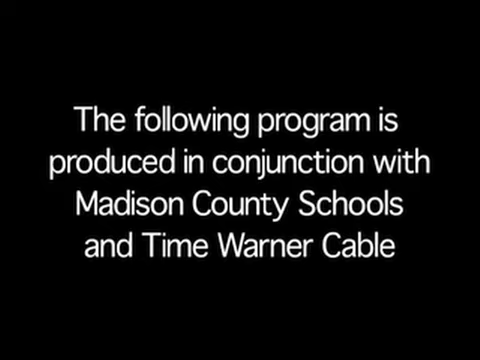 The following program is
produced in conjunction with
Madison County Schools
and Time Warner Cable